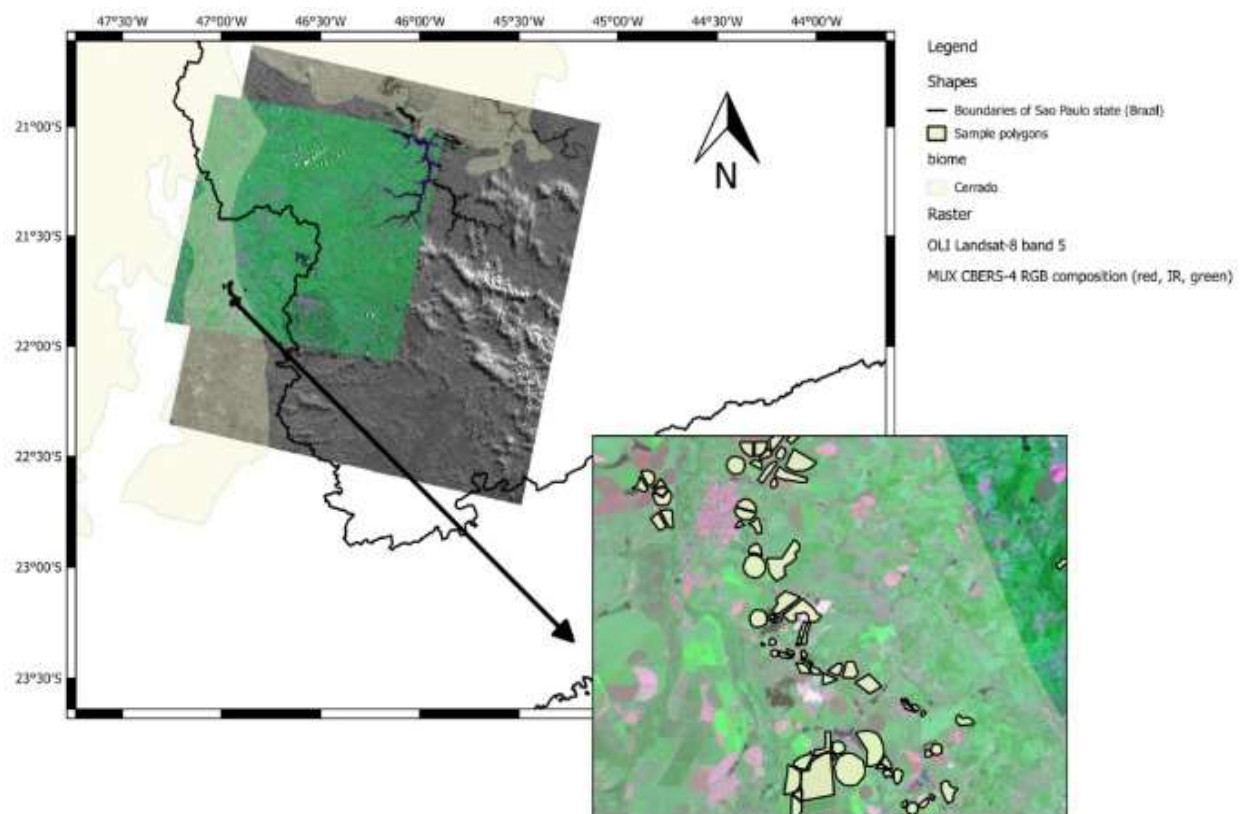 47°30'W 47°00'W 46°30'W 46°00'W 45°30'W 45°00'W 44°30'W 44°00'W
21°00'S
21°30'S
22°00'S
22°30'S
23°00'S
23°30'S
N
Legend
Shapes
Boundaries of Sao Paulo state (Brazil)
Sample polygons
biome
Cerrado
Raster
OLI Landsat-8 band 5
MUX CBERS-4 RGB composition (red, IR, green)